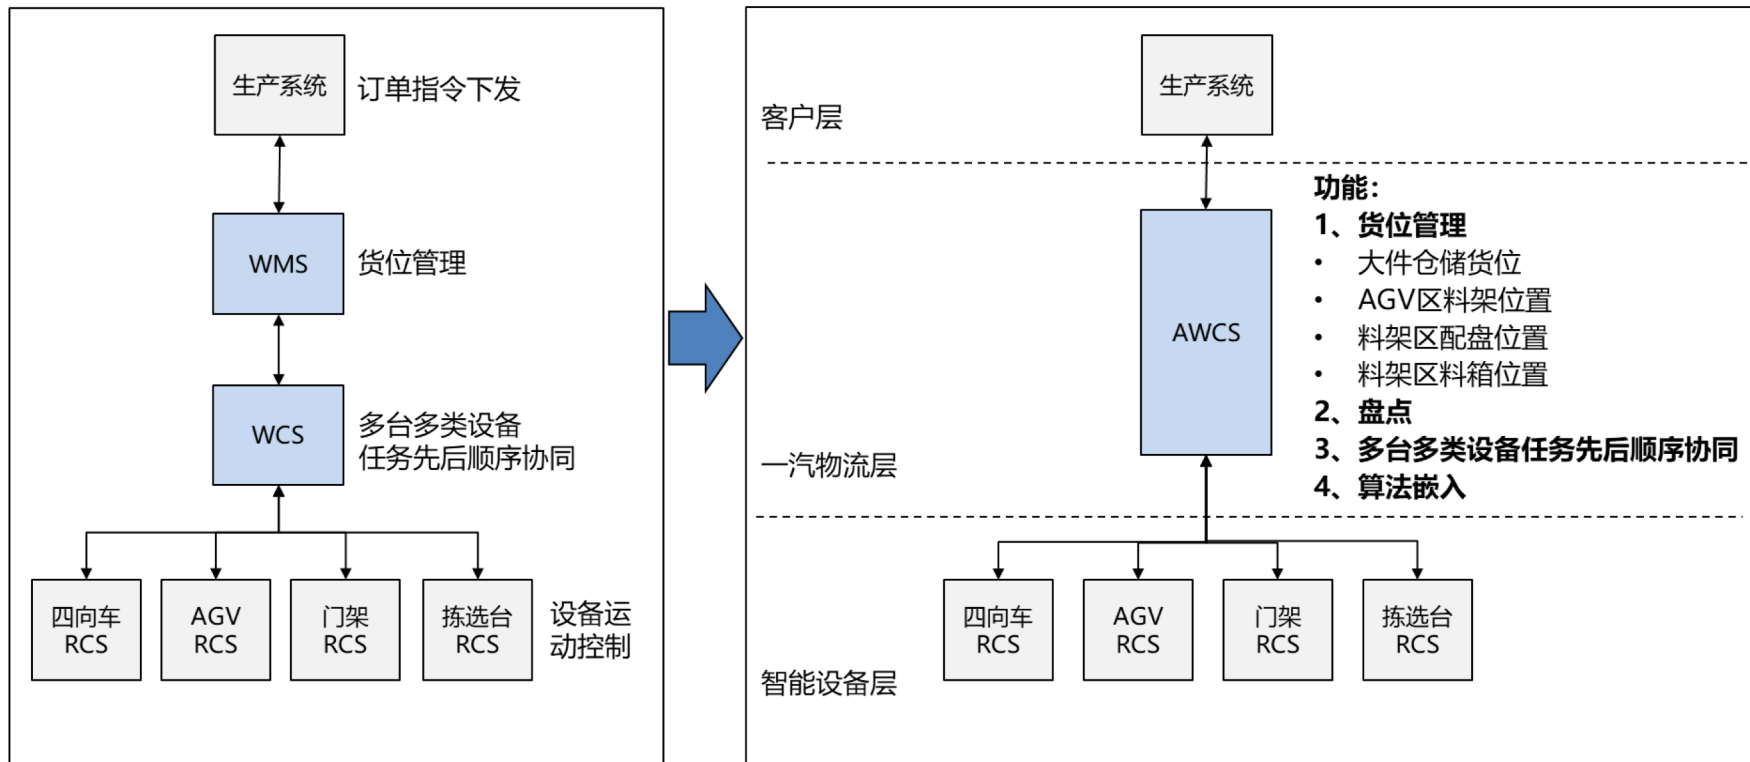 生产系统
订单指令下发
WMS
货位管理
WCS
多台多类设备
任务先后顺序协同
四向车
RCS
AGV
RCS
门架
RCS
拣选台
RCS
设备运
动控制
客户层
生产系统
一汽物流层
AWCS
功能：
1、货位管理
• 大件仓储货位
• AGV区料架位置
• 料架区配盘位置
• 料架区料箱位置
2、盘点
3、多台多类设备任务先后顺序协同
4、算法嵌入
智能设备层
四向车
RCS
AGV
RCS
门架
RCS
拣选台
RCS